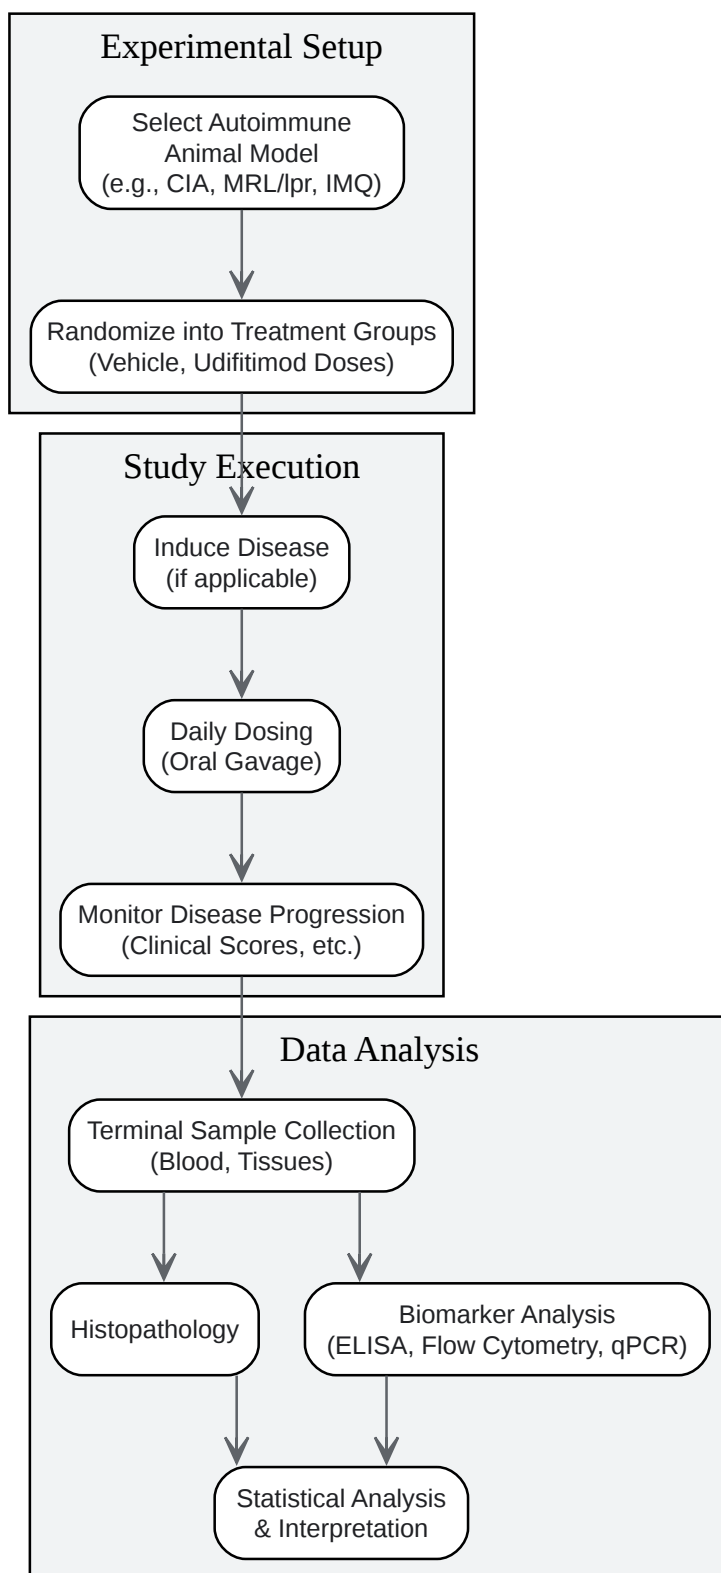 Experimental Setup
Select Autoimmune
Animal Model
(e.g., CIA, MRL/lpr, IMQ)
Randomize into Treatment Groups
(Vehicle, Udifitimod Doses)
Study Execution
Induce Disease
(if applicable)
Daily Dosing
(Oral Gavage)
Monitor Disease Progression
(Clinical Scores, etc.)
Data Analysis
Terminal Sample Collection
(Blood, Tissues)
Histopathology
Biomarker Analysis
(ELISA, Flow Cytometry, qPCR)
Statistical Analysis
& Interpretation